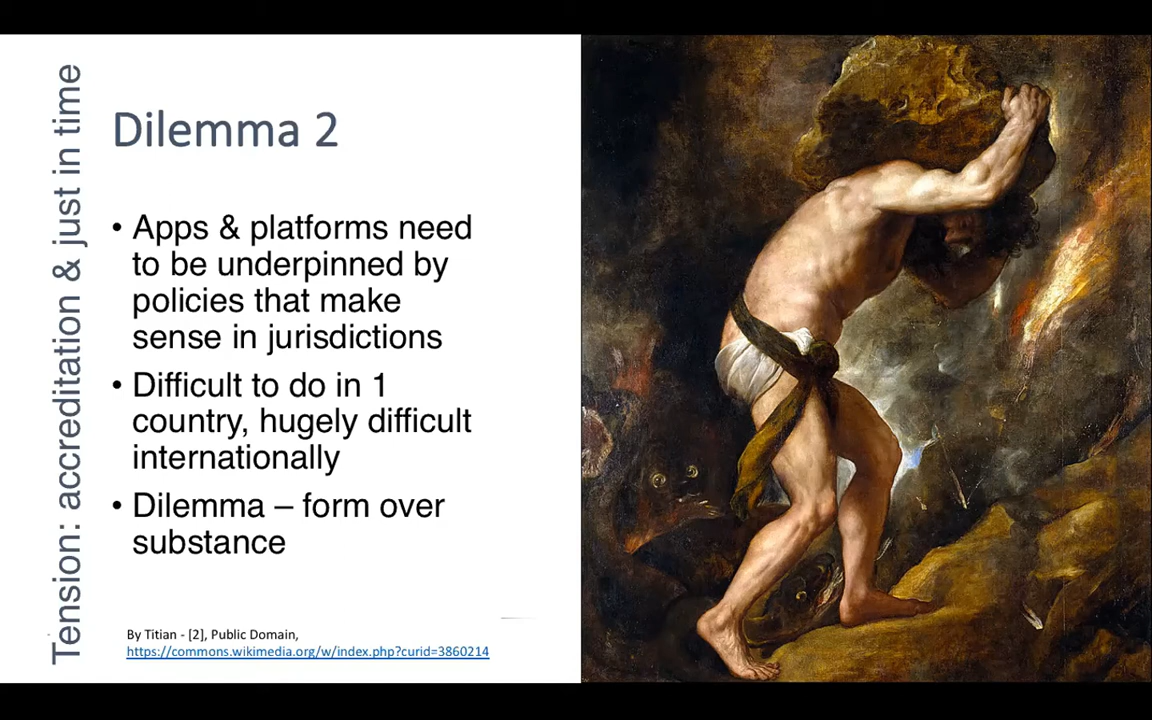 Tension: accreditation & just in time
Dilemma 2
• Apps & platforms need
to be underpinned by
policies that make
sense in jurisdictions
• Difficult to do in 1
country, hugely difficult
internationally
• Dilemma – form over
substance
By Titian - [2], Public Domain,
https://commons.wikimedia.org/w/index.php?curid=3860214